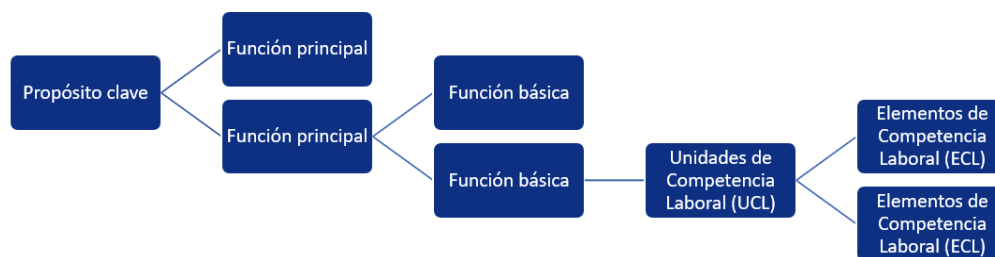 Propósito clave
Función principal
Función principal
Función básica
Función básica
Unidades de
Competencia
Laboral (UCL)
Elementos de
Competencia
Laboral (ECL)
Elementos de
Competencia
Laboral (ECL)